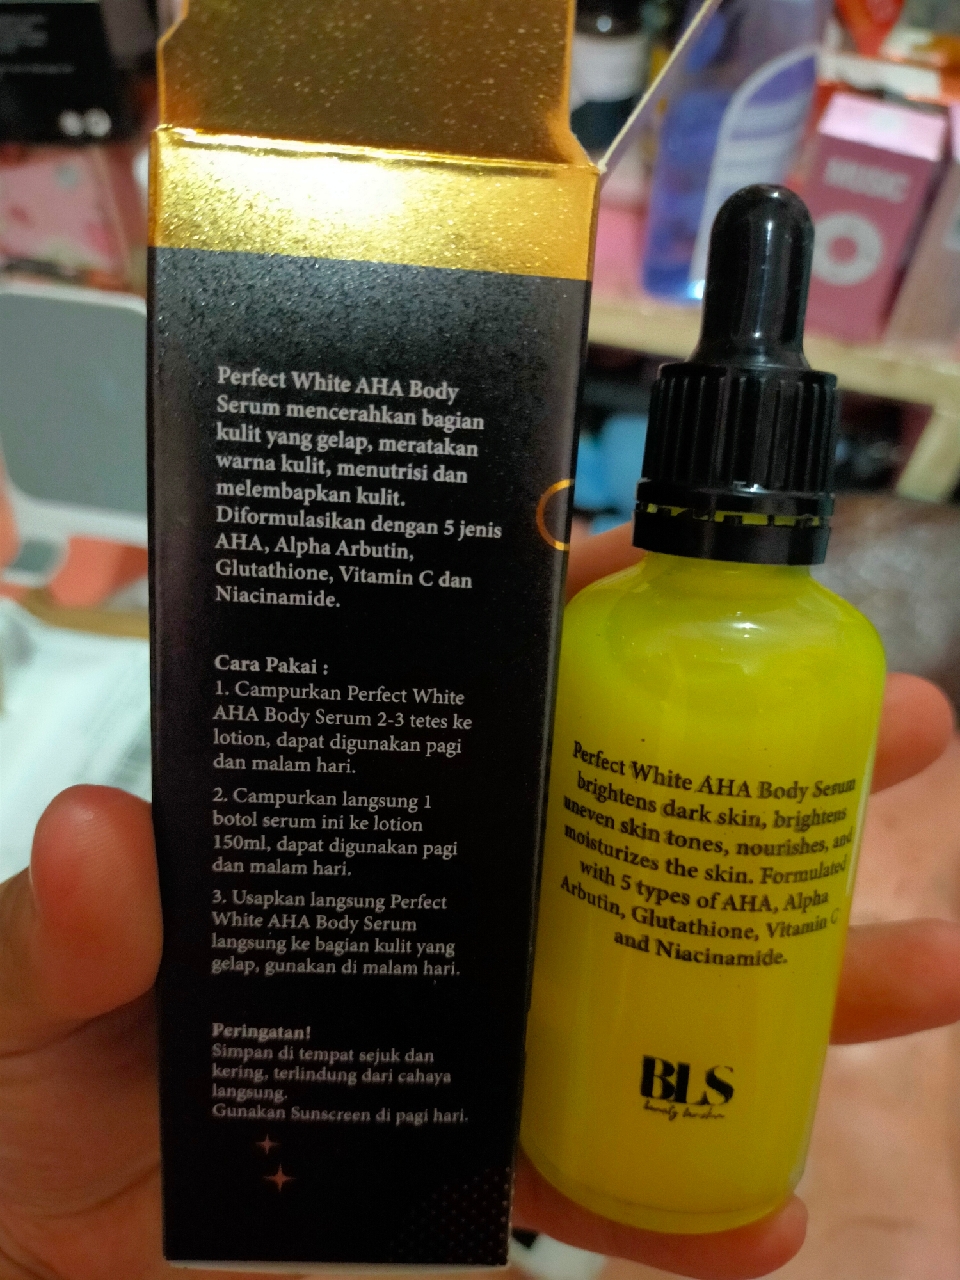 Perfect White AHA Body
Serum mencerahkan bagian
kulit yang gelap, meratakan
warna kulit, menutrisi dan
melembapkan kulit.
Diformulasikan dengan 5 jenis
AHA, Alpha Arbutin,
Glutathione, Vitamin C dan
Niacinamide.
Cara Pakai :
1. Campurkan Perfect White
AHA Body Serum 2-3 tetes ke
lotion, dapat digunakan pagi
dan malam hari.
2. Campurkan langsung 1
botol serum ini ke lotion
150ml, dapat digunakan pagi
dan malam hari.
3. Usapkan langsung Perfect
White AHA Body Serum
langsung ke bagian kulit yang
gelap, gunakan di malam hari.
Peringatan!
Simpan di tempat sejuk dan
kering, terlindung dari cahaya
langsung.
Gunakan Sunscreen di pagi hari.
Perfect White AHA Body Serum
brightens dark skin, brightens
uneven skin tones, nourishes, and
moisturizes the skin. Formulated
with 5 types of AHA, Alpha
Arbutin, Glutathione, Vitamin C
and Niacinamide.
BLS
MUSIC